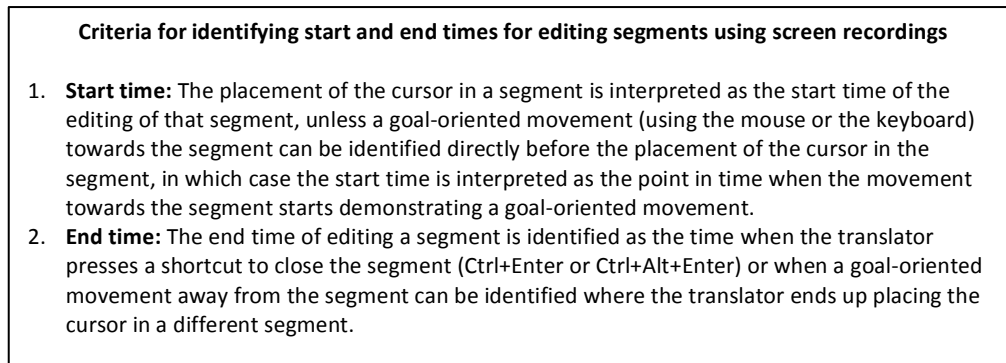 Criteria for identifying start and end times for editing segments using screen recordings
1. Start time: The placement of the cursor in a segment is interpreted as the start time of the
editing of that segment, unless a goal-oriented movement (using the mouse or the keyboard)
towards the segment can be identified directly before the placement of the cursor in the
segment, in which case the start time is interpreted as the point in time when the movement
towards the segment starts demonstrating a goal-oriented movement.
2. End time: The end time of editing a segment is identified as the time when the translator
presses a shortcut to close the segment (Ctrl+Enter or Ctrl+Alt+Enter) or when a goal-oriented
movement away from the segment can be identified where the translator ends up placing the
cursor in a different segment.